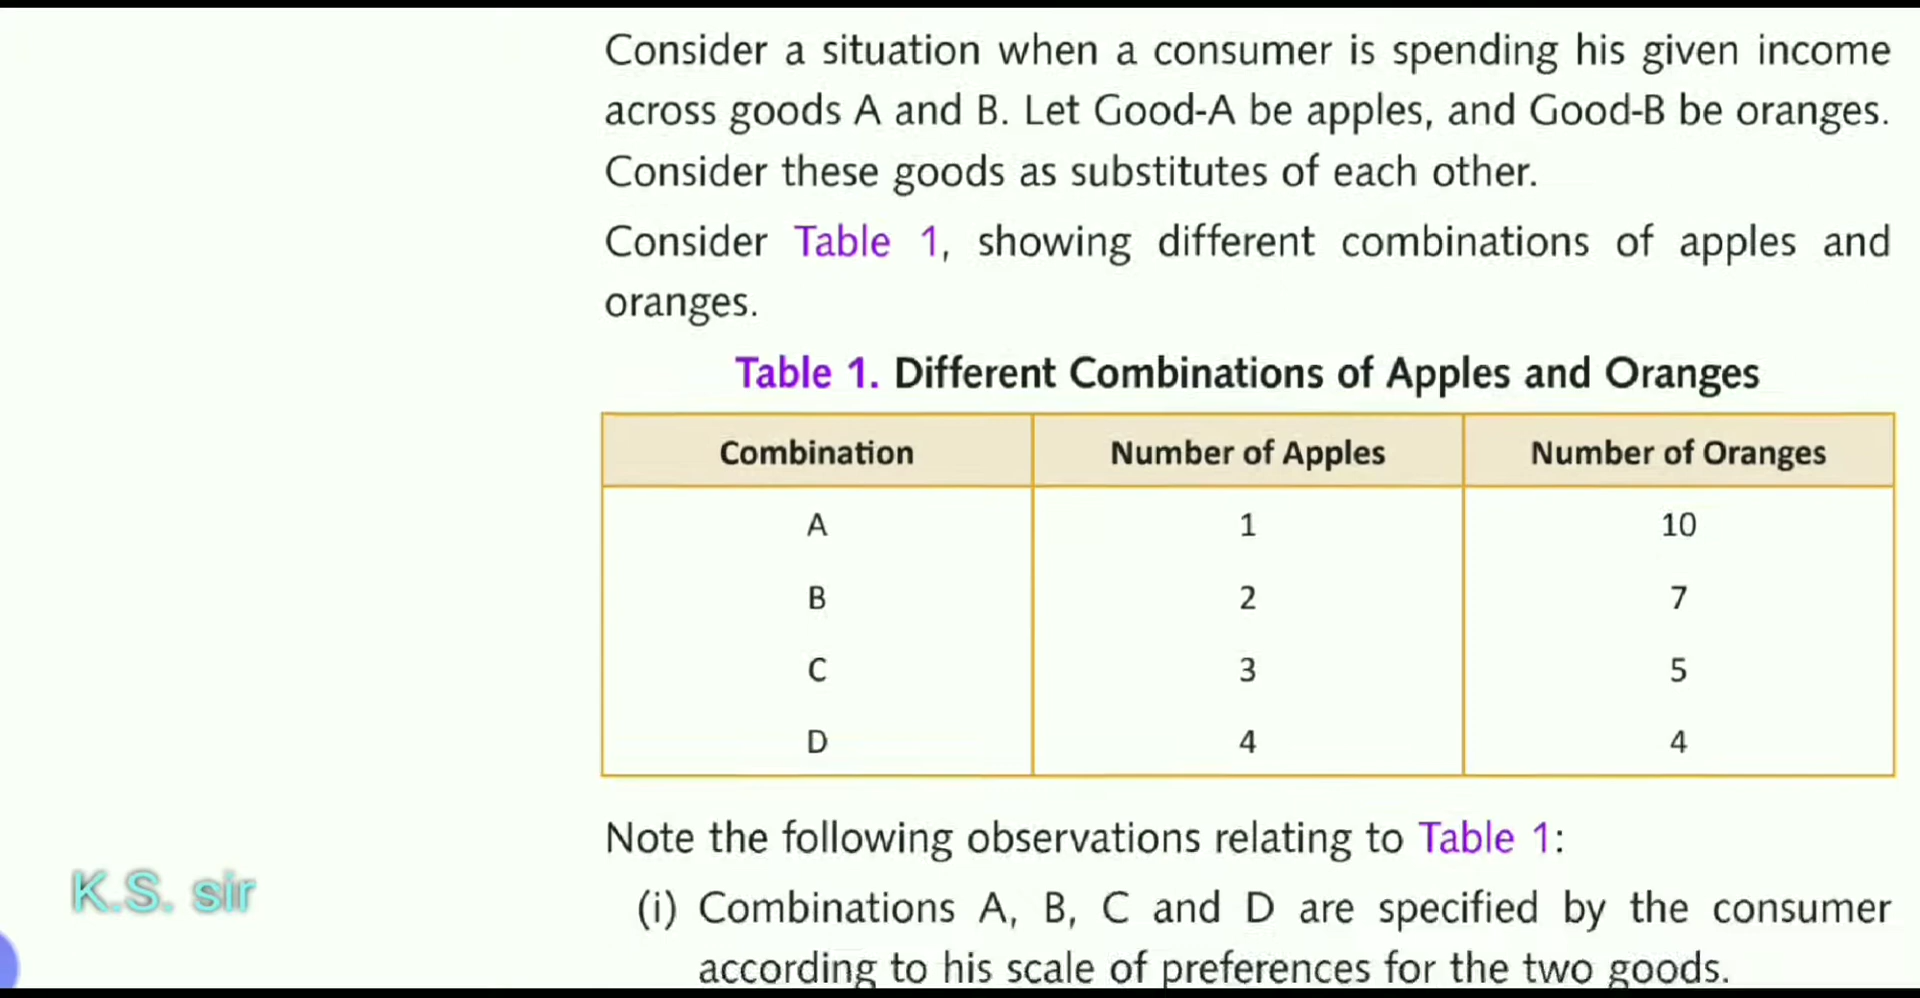 Consider a situation when a consumer is spending his given income
across goods A and B. Let Good-A be apples, and Good-B be oranges.
Consider these goods as substitutes of each other.
Consider Table 1, showing different combinations of apples and
oranges.
Table 1. Different Combinations of Apples and Oranges
Combination Number of Apples Number of Oranges
A 1 10
B 2 7
C 3 5
D 4 4
Note the following observations relating to Table 1:
K.S. sir
(i) Combinations A, B, C and D are specified by the consumer
according to his scale of preferences for the two goods.